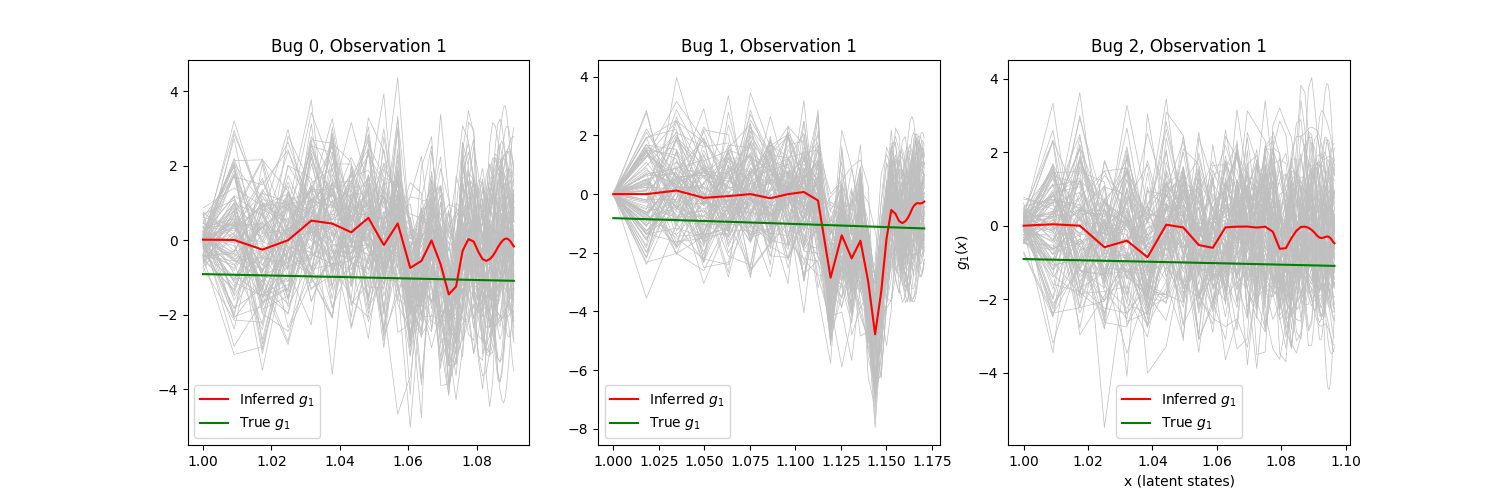 Bug 0, Observation 1
4
2
0
−2
−4
1.00 1.02 1.04 1.06 1.08
Inferred g₁
True g₁
Bug 1, Observation 1
4
2
0
−2
−4
−6
−8
1.000 1.025 1.050 1.075 1.100 1.125 1.150 1.175
Inferred g₁
True g₁
Bug 2, Observation 1
g₁(x)
4
2
0
−2
−4
1.00 1.02 1.04 1.06 1.08 1.10
x (latent states)
Inferred g₁
True g₁